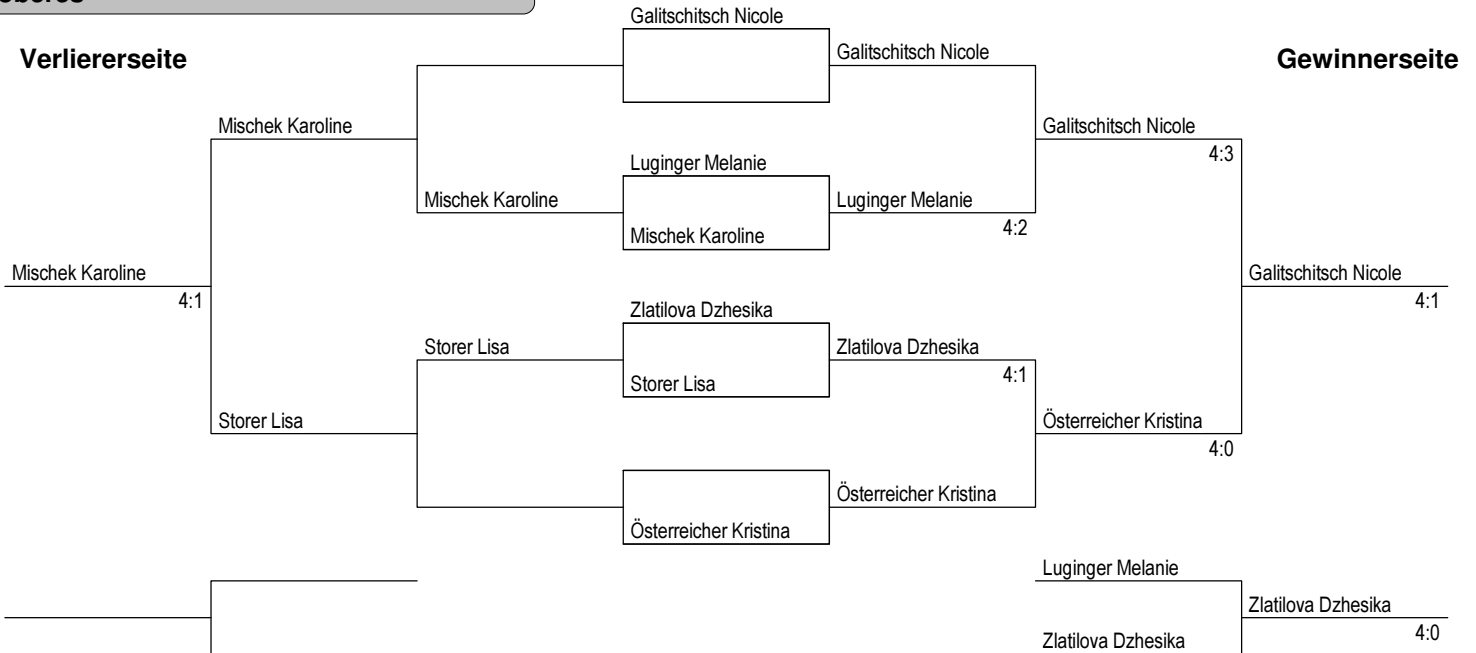 oberes
Galitschitsch Nicole
Verliererseite
Galitschitsch Nicole
Gewinnerseite
Mischek Karoline
Galitschitsch Nicole
4:3
Luginger Melanie
Mischek Karoline
Luginger Melanie
4:2
Mischek Karoline
Mischek Karoline
4:1
Galitschitsch Nicole
4:1
Zlatilova Dzhesika
Storer Lisa
Zlatilova Dzhesika
4:1
Storer Lisa
Storer Lisa
Österreicher Kristina
4:0
Österreicher Kristina
Österreicher Kristina
Luginger Melanie
Zlatilova Dzhesika
4:0
Zlatilova Dzhesika